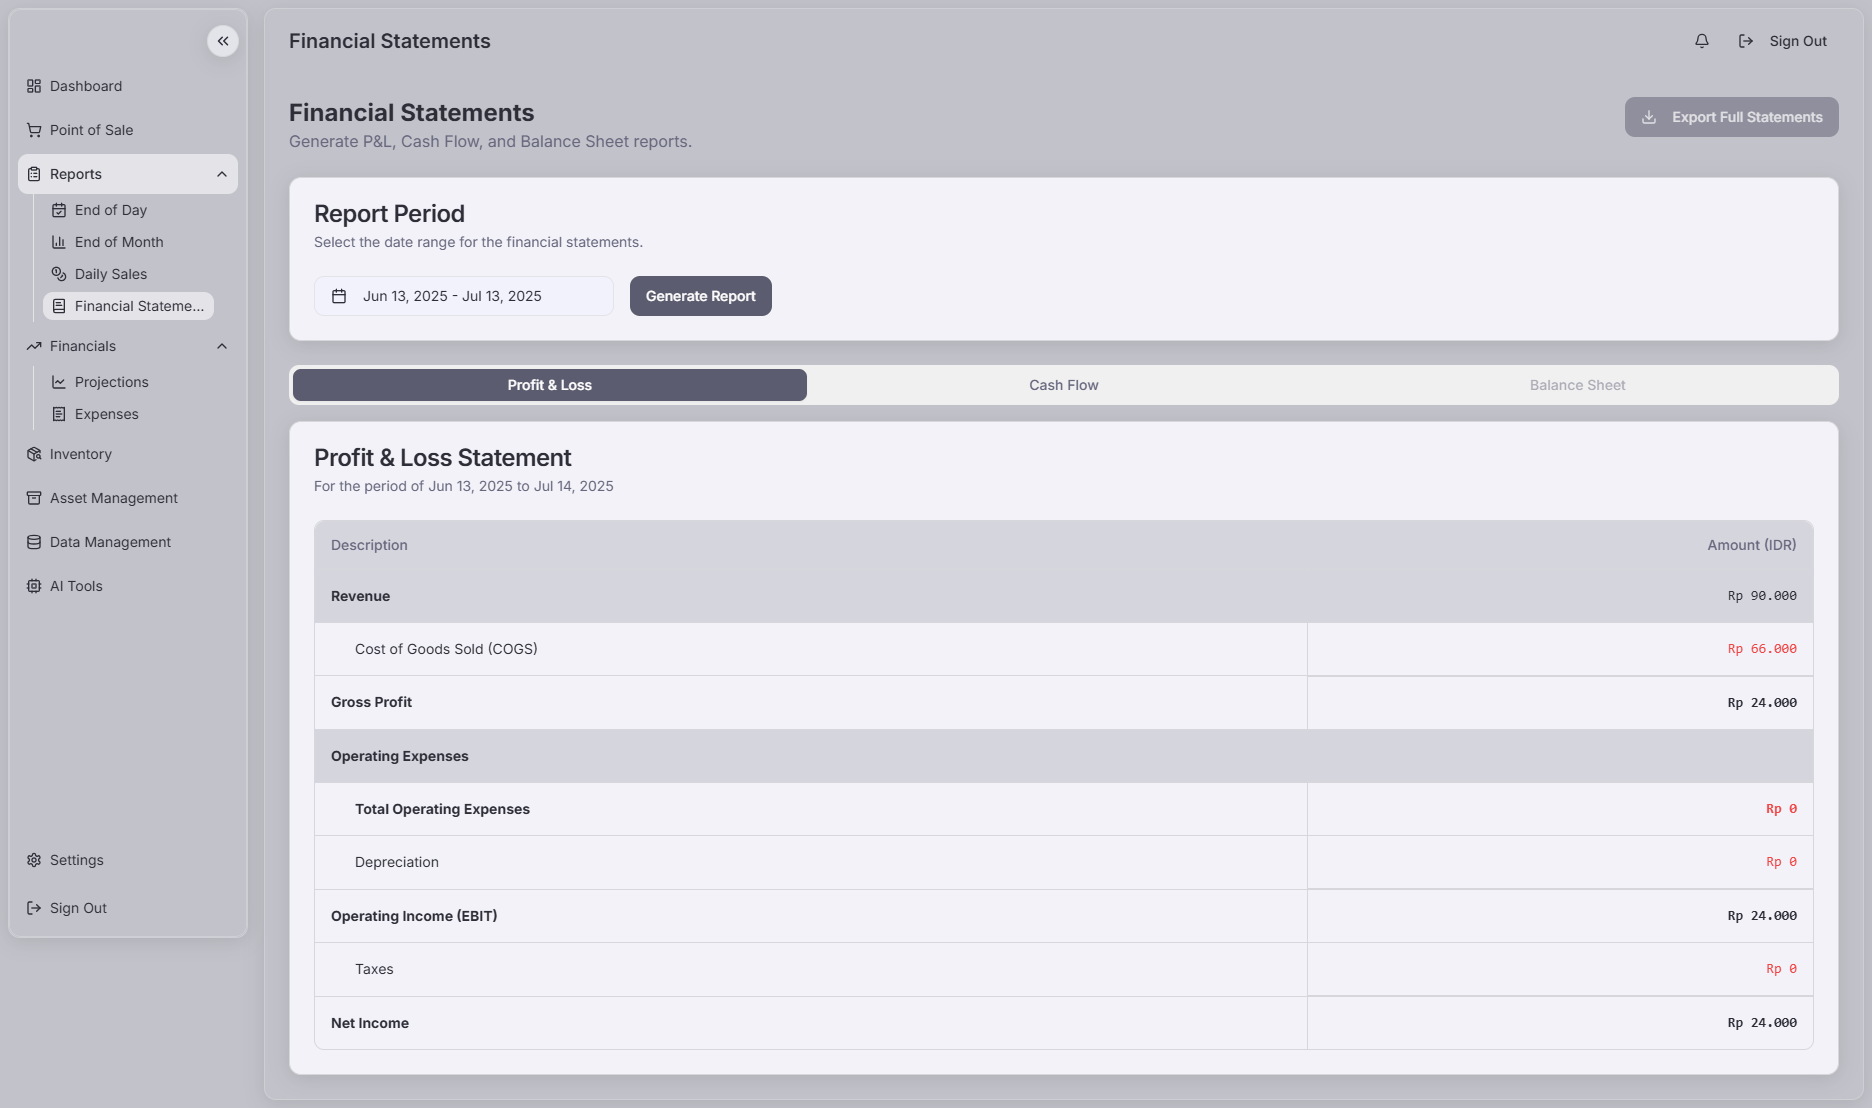 Financial Statements
Sign Out
Dashboard
Point of Sale
Reports
End of Day
End of Month
Daily Sales
Financial Stateme...
Financials
Projections
Expenses
Inventory
Asset Management
Data Management
AI Tools
Settings
Sign Out
Financial Statements
Generate P&L, Cash Flow, and Balance Sheet reports.
Export Full Statements
Report Period
Select the date range for the financial statements.
Jun 13, 2025 - Jul 13, 2025
Generate Report
Profit & Loss
Cash Flow
Balance Sheet
Profit & Loss Statement
For the period of Jun 13, 2025 to Jul 14, 2025
Description Amount (IDR)
Revenue Rp 90.000
Cost of Goods Sold (COGS) Rp 66.000
Gross Profit Rp 24.000
Operating Expenses
Total Operating Expenses Rp 0
Depreciation Rp 0
Operating Income (EBIT) Rp 24.000
Taxes Rp 0
Net Income Rp 24.000